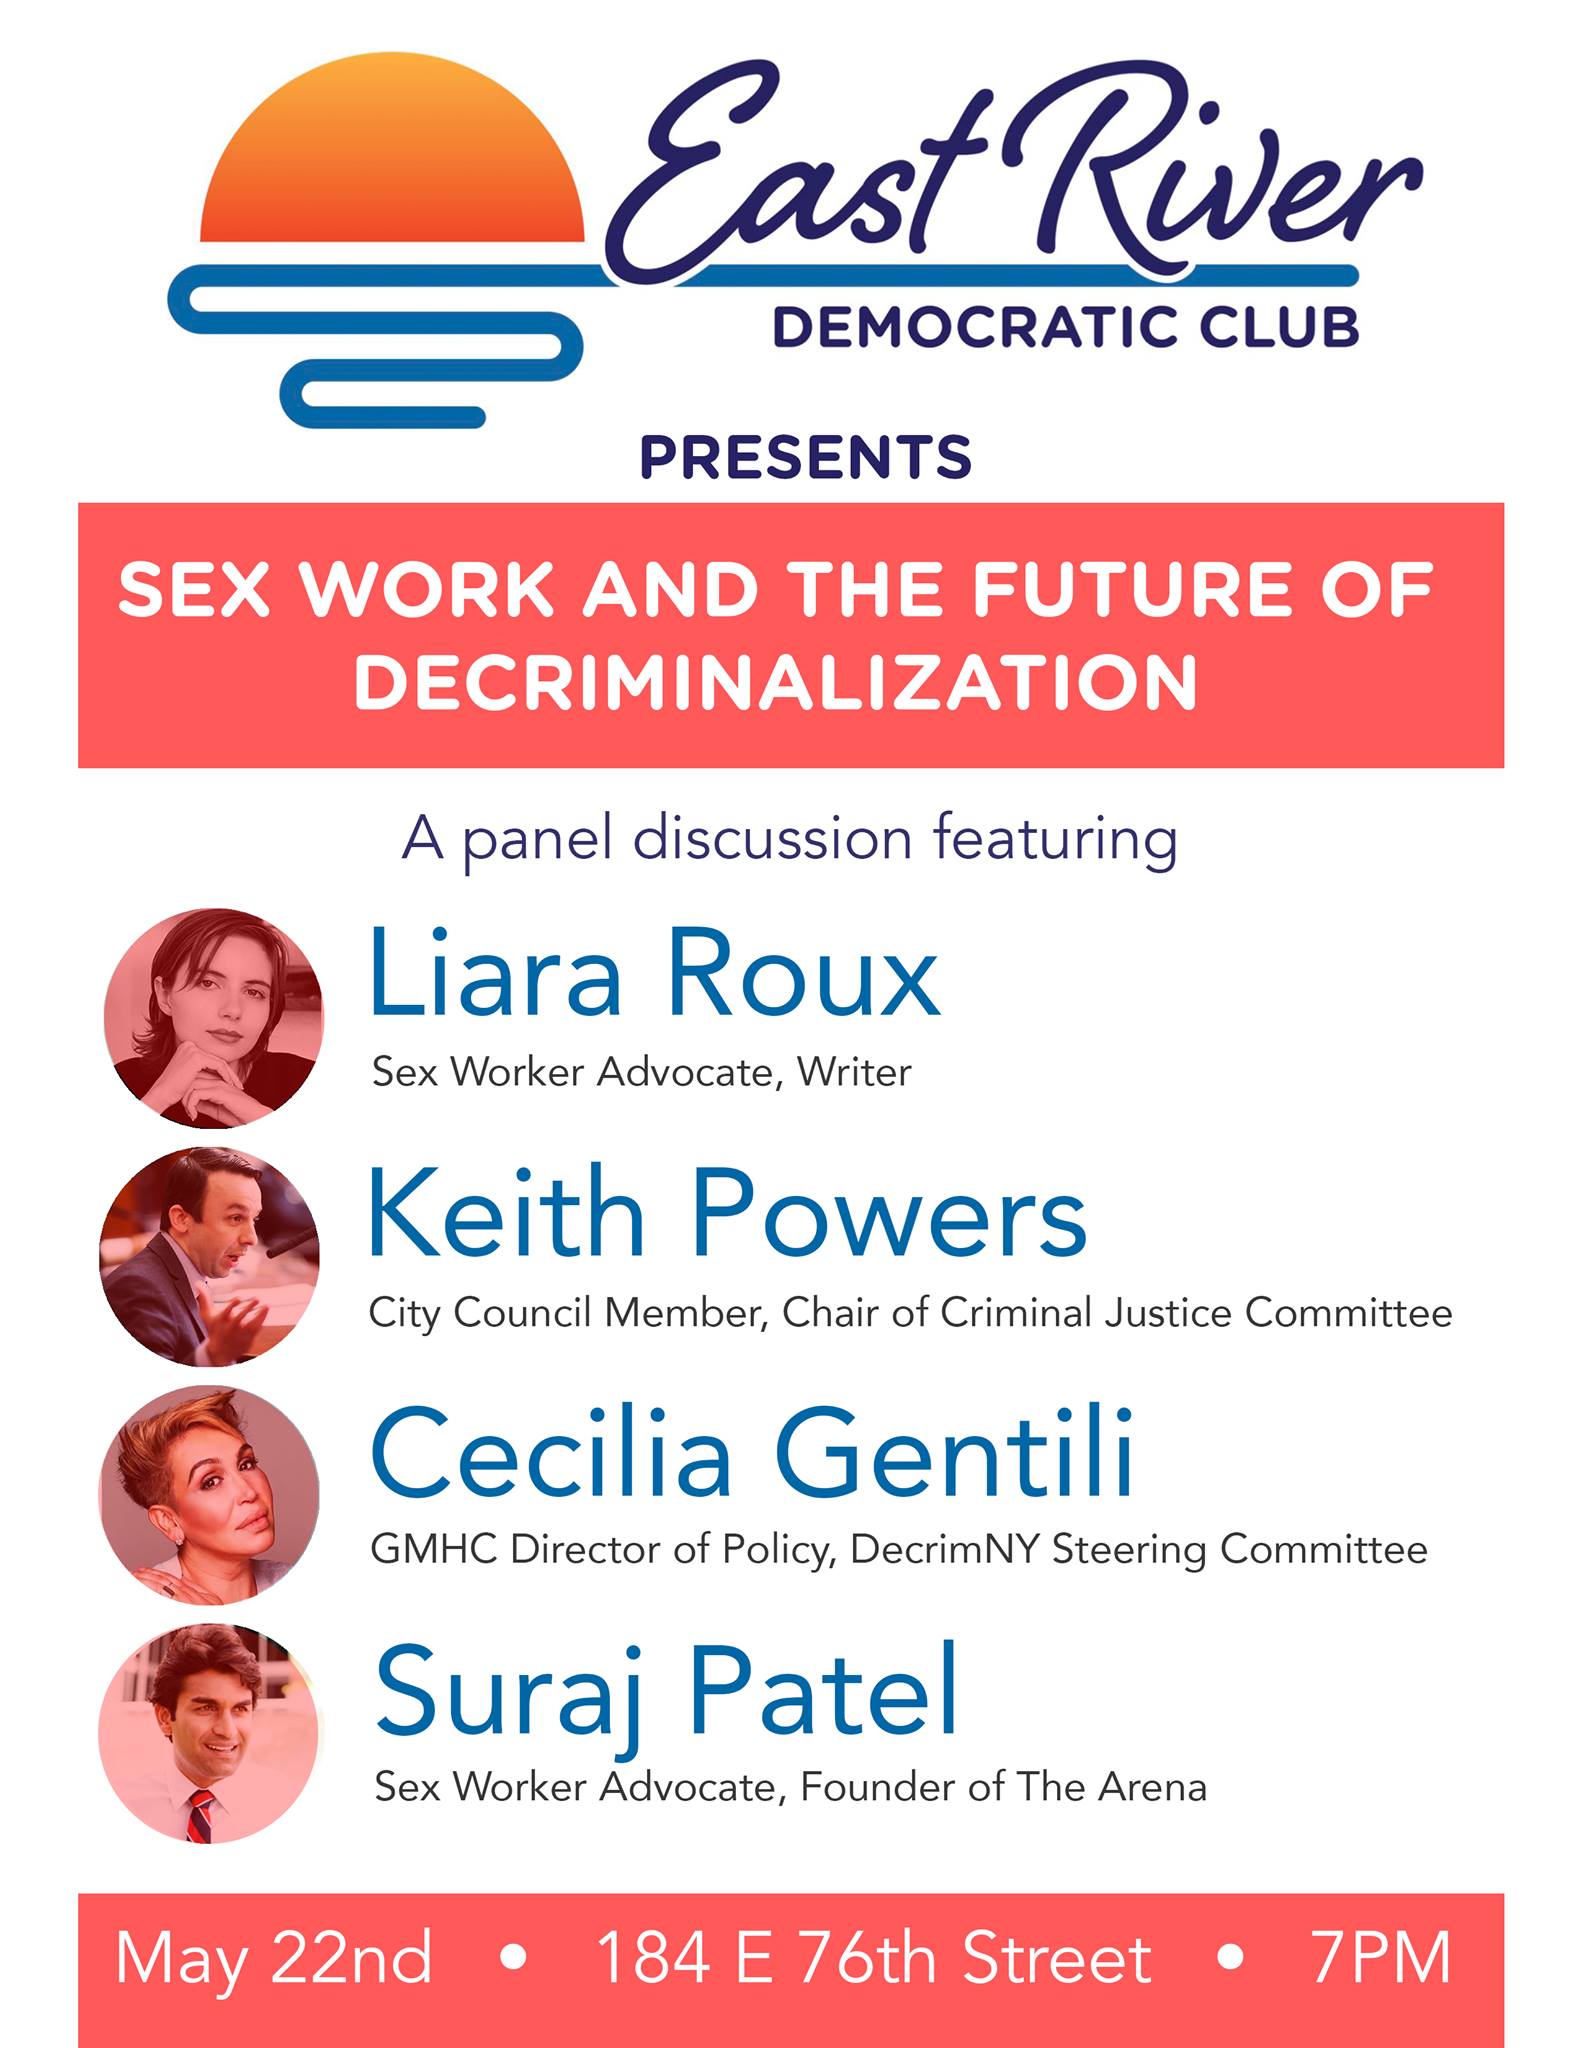 East River
DEMOCRATIC CLUB
PRESENTS
SEX WORK AND THE FUTURE OF
DECRIMINALIZATION
A panel discussion featuring
Liara Roux
Sex Worker Advocate, Writer
Keith Powers
City Council Member, Chair of Criminal Justice Committee
Cecilia Gentili
GMHC Director of Policy, DecrimNY Steering Committee
Suraj Patel
Sex Worker Advocate, Founder of The Arena
May 22nd • 184 E 76th Street • 7PM